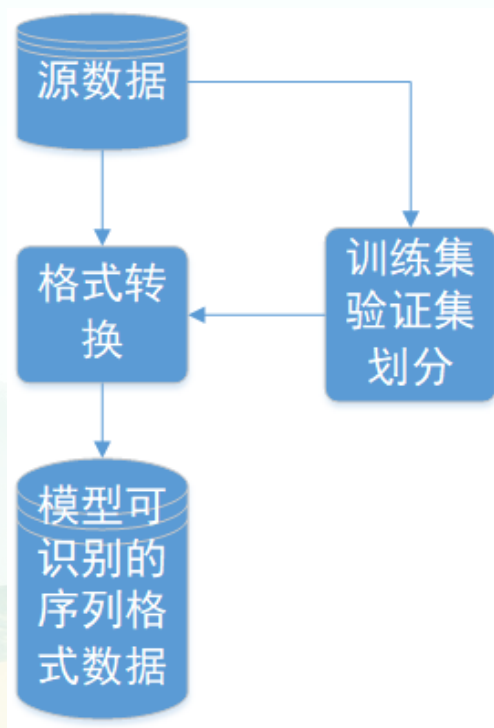 源数据
格式转
换
训练集
验证集
划分
模型可
识别的
序列格
式数据